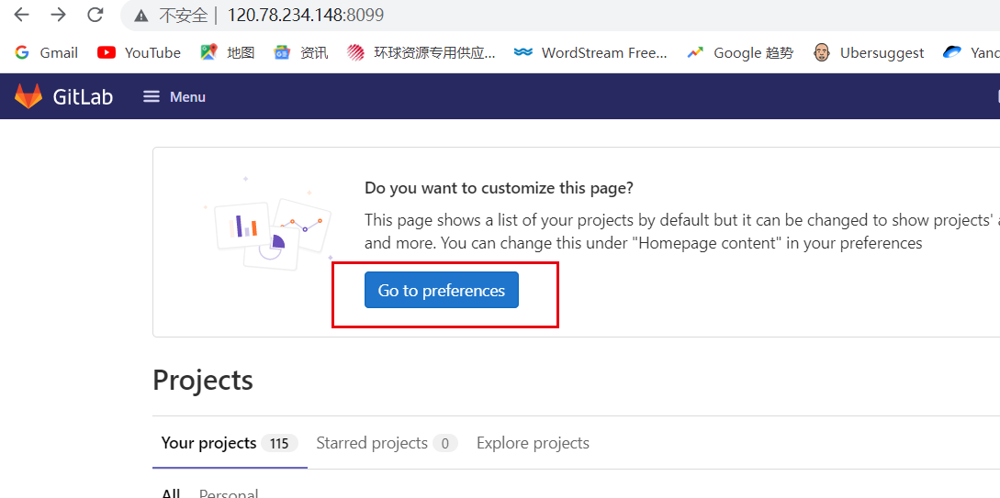 不安全 | 120.78.234.148:8099
Gmail YouTube 地图 资讯 环球资源专用供应... WordStream Free... Google 趋势 Ubersuggest Yand
GitLab Menu
Do you want to customize this page?
This page shows a list of your projects by default but it can be changed to show projects'
and more. You can change this under "Homepage content" in your preferences
Go to preferences
Projects
Your projects 115 Starred projects 0 Explore projects
All Personal